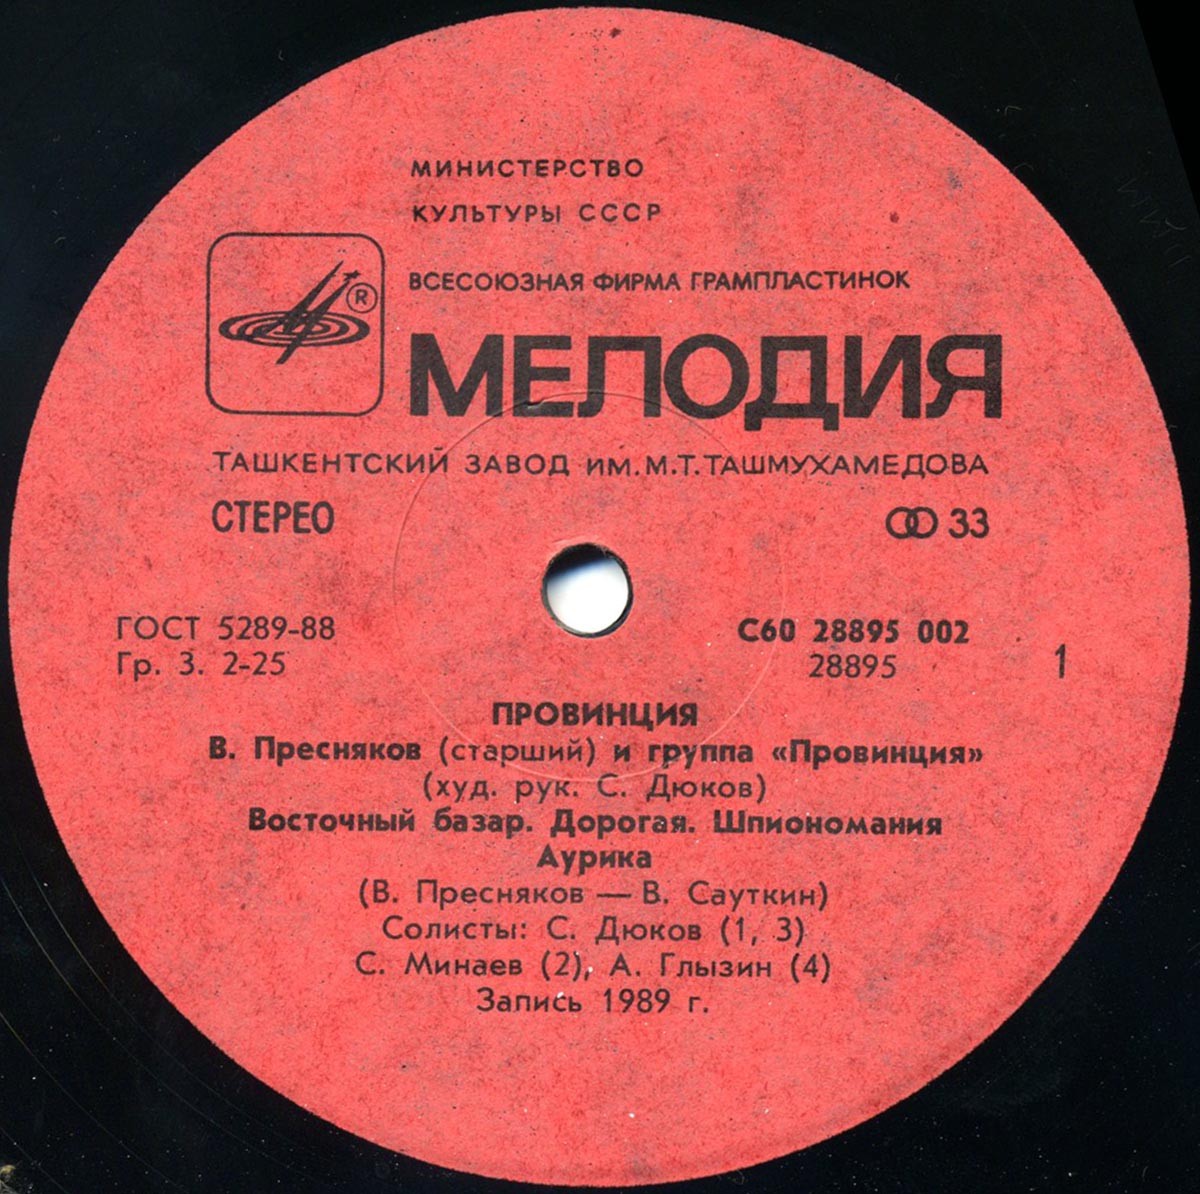 МИНИСТЕРСТВО
КУЛЬТУРЫ СССР
ВСЕСОЮЗНАЯ ФИРМА ГРАМПЛАСТИНОК
®
МЕЛОДИЯ
ТАШКЕНТСКИЙ ЗАВОД ИМ. М. Т. ТАШМУХАМЕДОВА
СТЕРЕО
33
ГОСТ 5289-88
Гр. 3. 2-25
С60 28895 002
28895
1
ПРОВИНЦИЯ
В. Пресняков (старший) и группа «Провинция»
(худ. рук. С. Дюков)
Восточный базар. Дорогая. Шпиономания
Аурика
(В. Пресняков — В. Сауткин)
Солисты: С. Дюков (1, 3)
С. Минаев (2), А. Глызин (4)
Запись 1989 г.